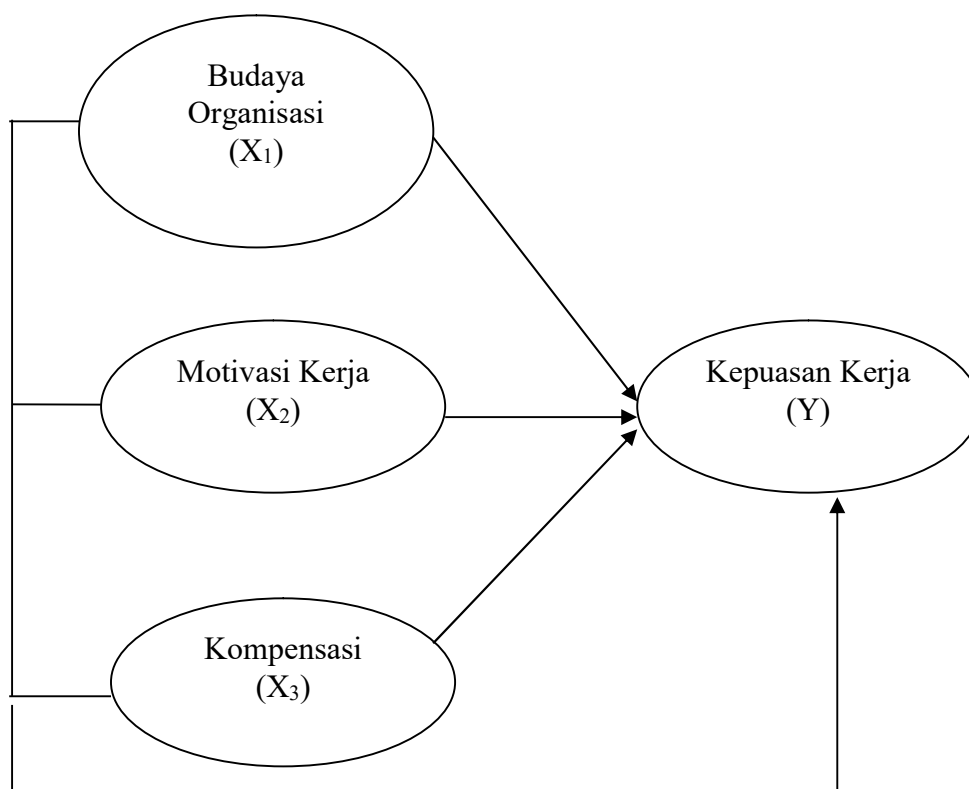 Budaya
Organisasi
(X₁)
Motivasi Kerja
(X₂)
Kepuasan Kerja
(Y)
Kompensasi
(X₃)